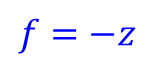 f = −z